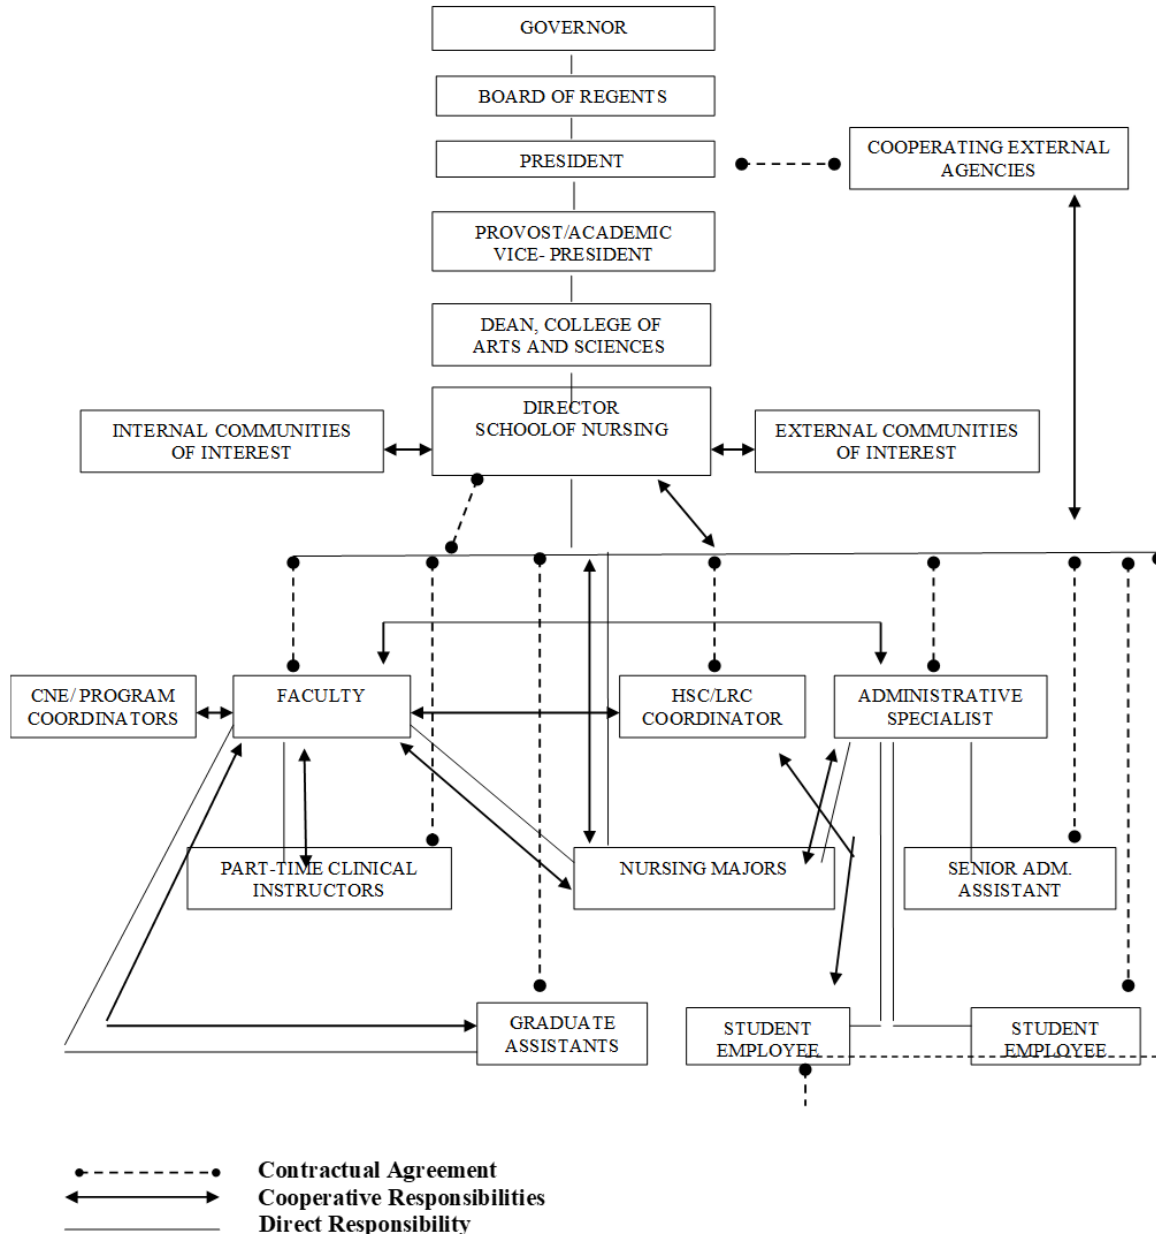 GOVERNOR
BOARD OF REGENTS
PRESIDENT
COOPERATING EXTERNAL
AGENCIES
PROVOST/ACADEMIC
VICE- PRESIDENT
DEAN, COLLEGE OF
ARTS AND SCIENCES
DIRECTOR
SCHOOLOF NURSING
INTERNAL COMMUNITIES
OF INTEREST
EXTERNAL COMMUNITIES
OF INTEREST
CNE/ PROGRAM
COORDINATORS
FACULTY
HSC/LRC
COORDINATOR
ADMINISTRATIVE
SPECIALIST
PART-TIME CLINICAL
INSTRUCTORS
NURSING MAJORS
SENIOR ADM.
ASSISTANT
GRADUATE
ASSISTANTS
STUDENT
EMPLOYEE
STUDENT
EMPLOYEE
Contractual Agreement
Cooperative Responsibilities
Direct Responsibility